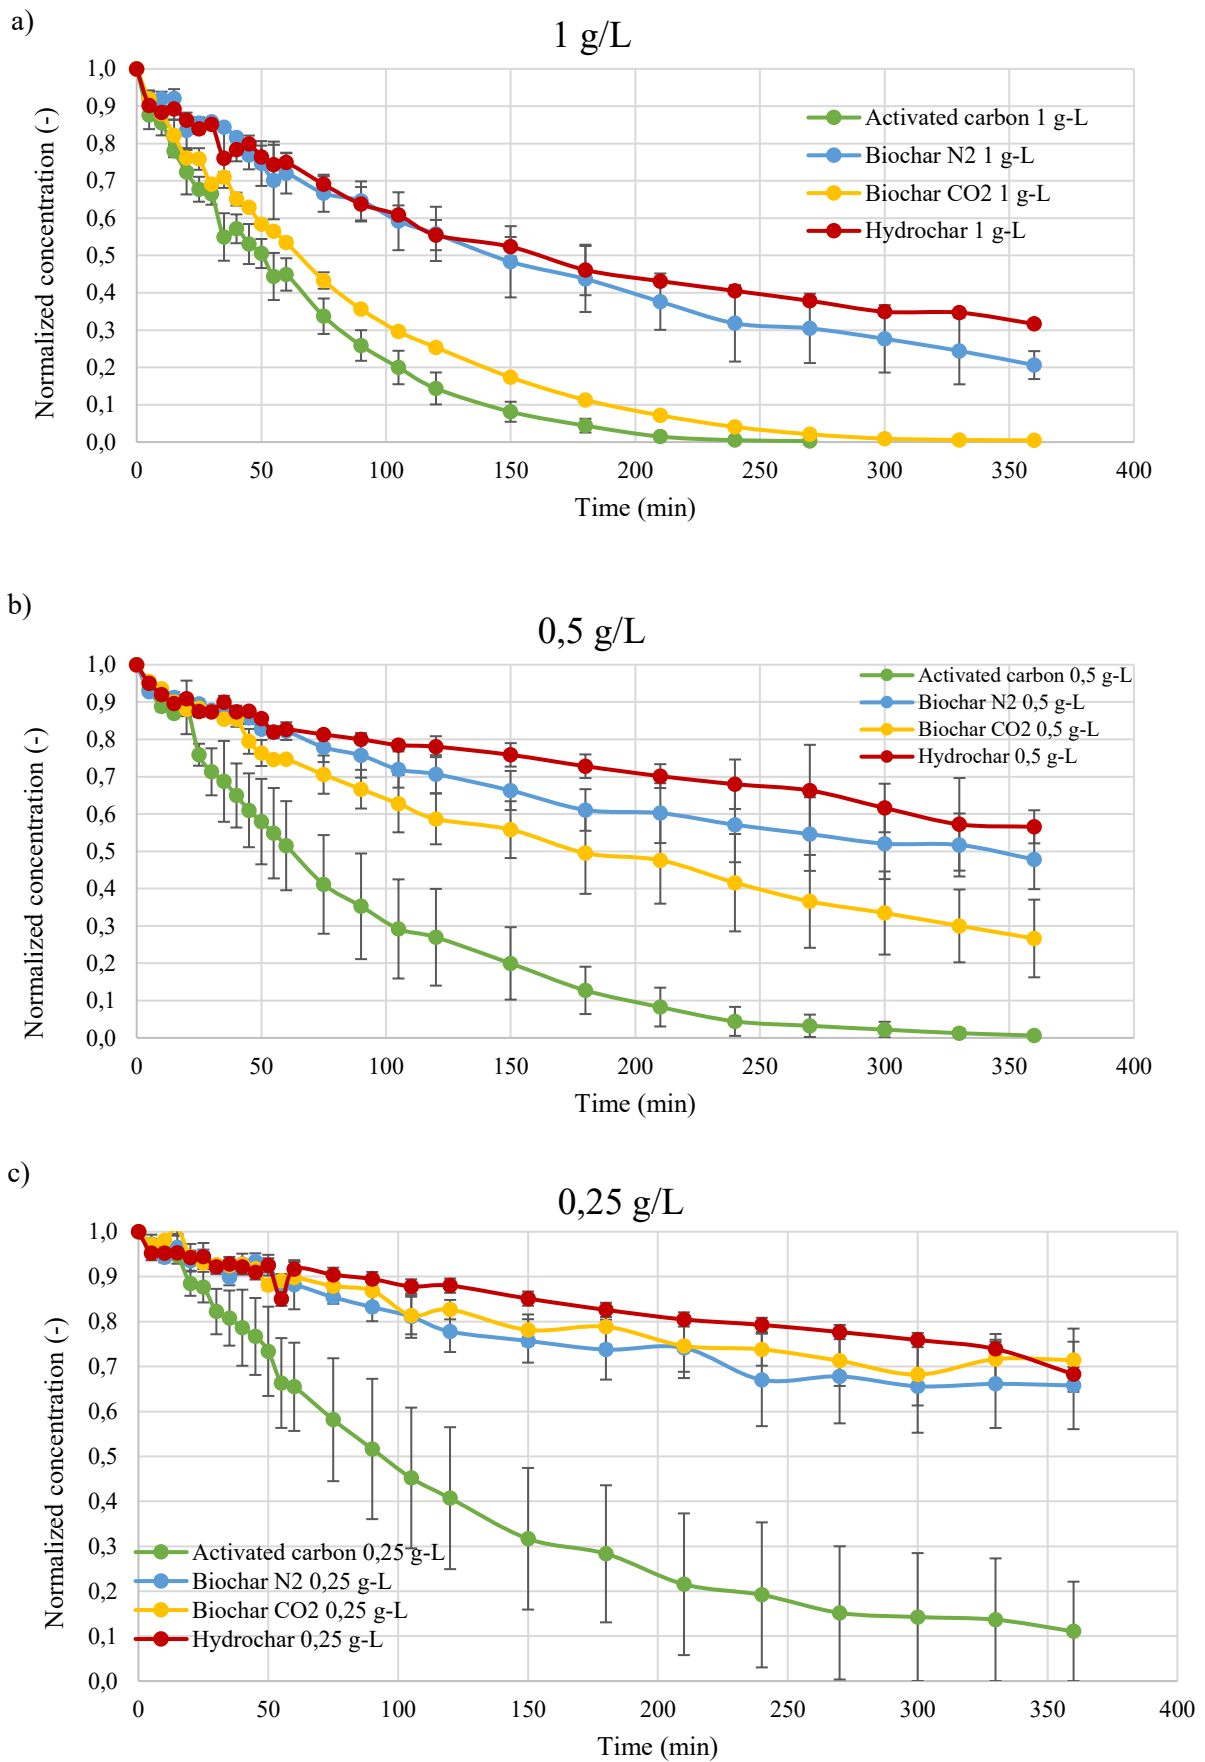 a)
1 g/L
1,0
0,9
0,8
0,7
0,6
0,5
0,4
0,3
0,2
0,1
0,0
Normalized concentration (-)
Activated carbon 1 g-L
Biochar N2 1 g-L
Biochar CO2 1 g-L
Hydrochar 1 g-L
0 50 100 150 200 250 300 350 400
Time (min)
b)
0,5 g/L
1,0
0,9
0,8
0,7
0,6
0,5
0,4
0,3
0,2
0,1
0,0
Normalized concentration (-)
Activated carbon 0,5 g-L
Biochar N2 0,5 g-L
Biochar CO2 0,5 g-L
Hydrochar 0,5 g-L
0 50 100 150 200 250 300 350 400
Time (min)
c)
0,25 g/L
1,0
0,9
0,8
0,7
0,6
0,5
0,4
0,3
0,2
0,1
0,0
Normalized concentration (-)
Activated carbon 0,25 g-L
Biochar N2 0,25 g-L
Biochar CO2 0,25 g-L
Hydrochar 0,25 g-L
0 50 100 150 200 250 300 350 400
Time (min)